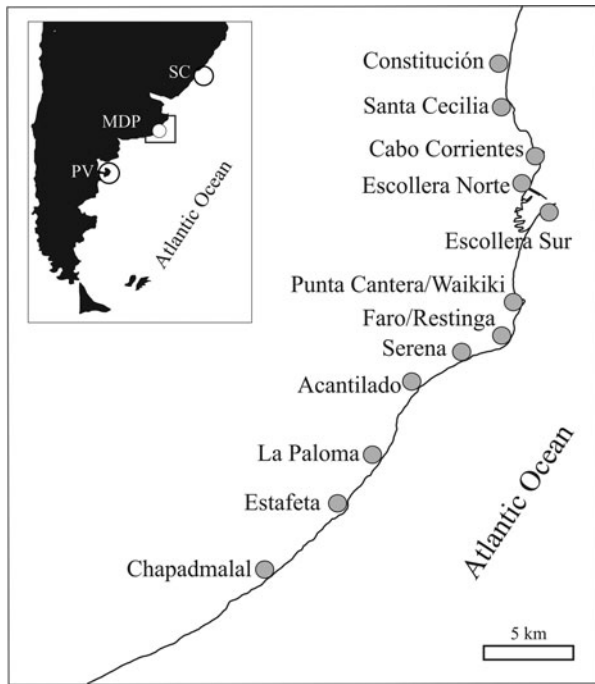 SC
MDP
PV
Atlantic Ocean
Constitución
Santa Cecilia
Cabo Corrientes
Escollera Norte
Escollera Sur
Punta Cantera/Waikiki
Faro/Restinga
Serena
Acantilado
La Paloma
Estafeta
Chapadmalal
Atlantic Ocean
5 km